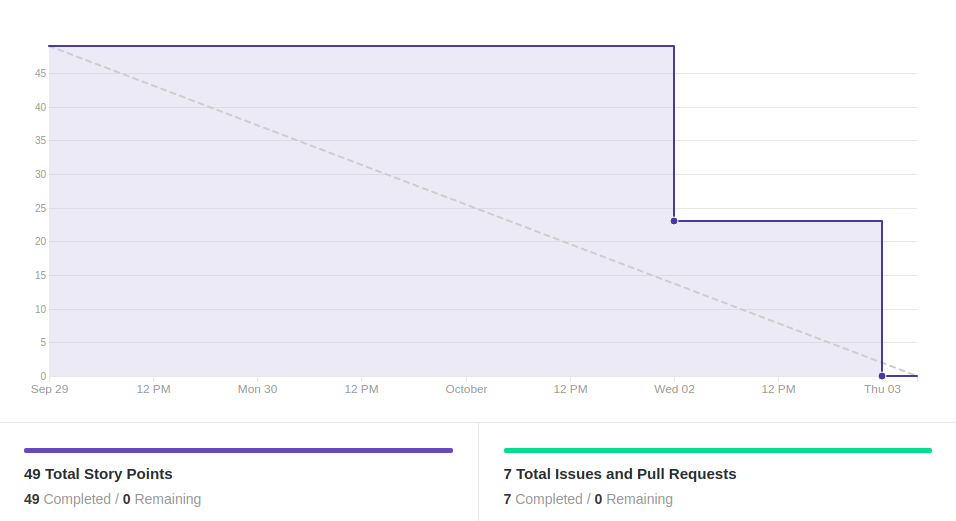 45
40
35
30
25
20
15
10
5
0
Sep 29 12 PM Mon 30 12 PM October 12 PM Wed 02 12 PM Thu 03
49 Total Story Points
49 Completed / 0 Remaining
7 Total Issues and Pull Requests
7 Completed / 0 Remaining